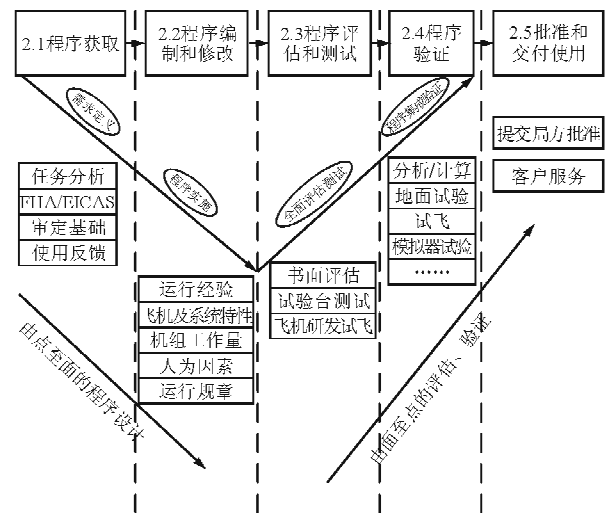 2.1程序获取
2.2程序编
制和修改
2.3程序评
估和测试
2.4程序
验证
2.5批准和
交付使用
需求定义
程序实施
全面评估测试
程序集成验证
任务分析
FHA/EICAS
审定基础
使用反馈
运行经验
飞机及系统特性
机组工作量
人为因素
运行规章
书面评估
试验台测试
飞机研发试飞
分析/计算
地面试验
试飞
模拟器试验
……
提交局方批准
客户服务
由点至面的程序设计
由面至点的评估、验证